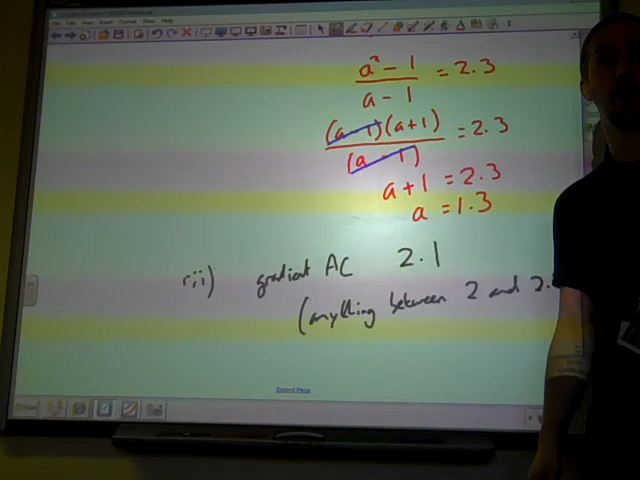 a² - 1 / a - 1 = 2.3
(a - 1)(a + 1) / (a - 1) = 2.3
a + 1 = 2.3
a = 1.3
gradient AC 2.1
(anything between 2 and 2.
Extend Page